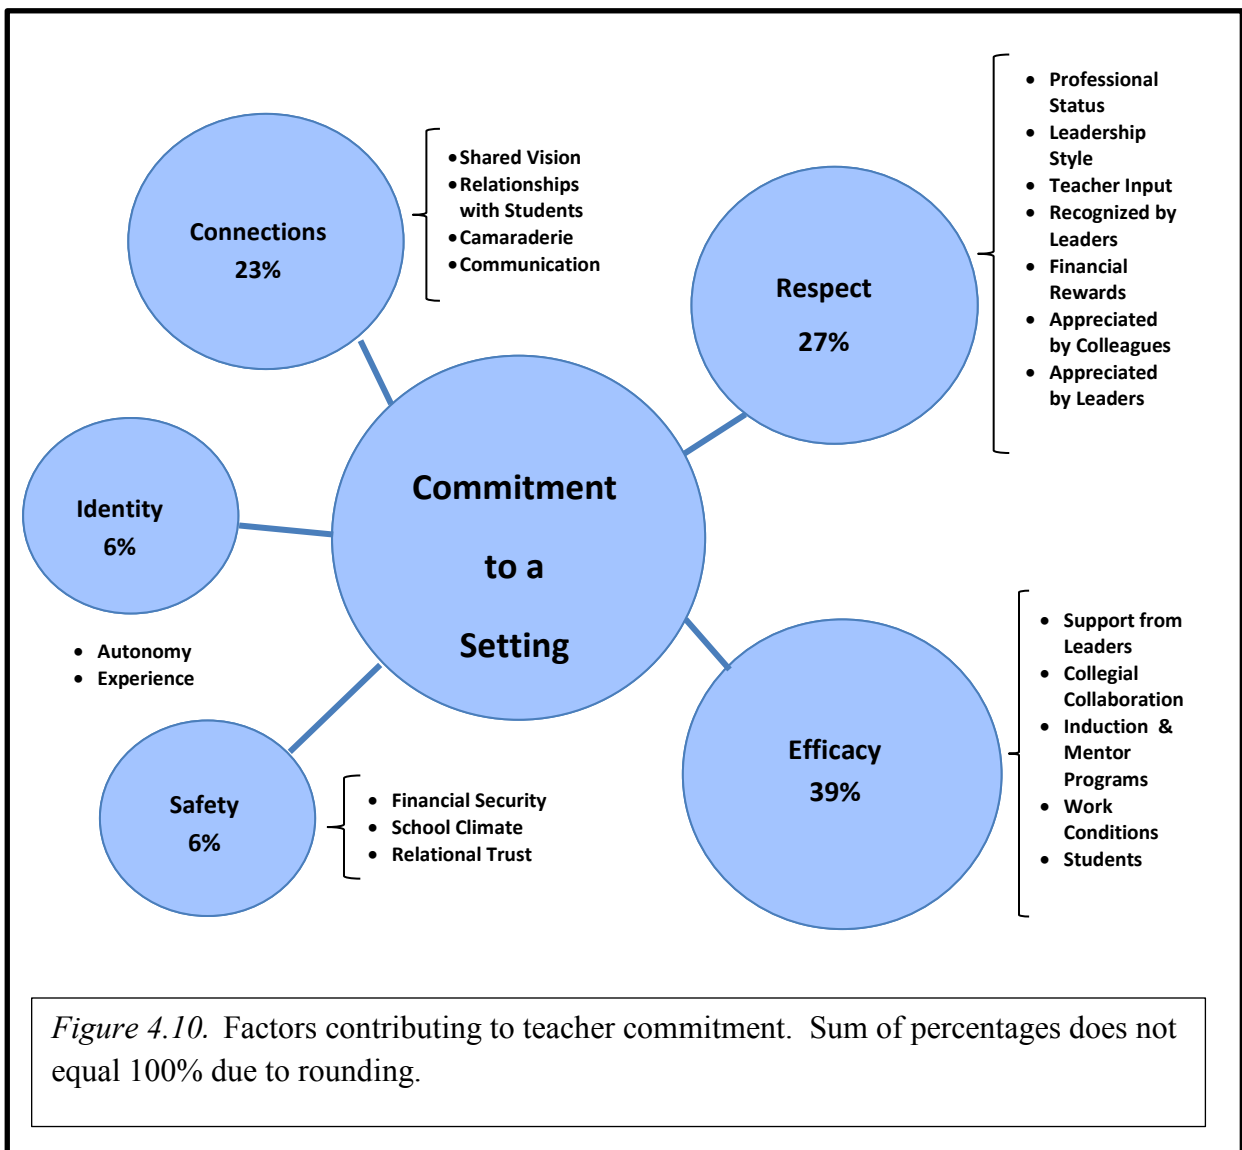 Connections
23%
•Shared Vision
•Relationships
with Students
•Camaraderie
•Communication
Respect
27%
• Professional
Status
• Leadership
Style
• Teacher Input
• Recognized by
Leaders
• Financial
Rewards
• Appreciated
by Colleagues
• Appreciated
by Leaders
Commitment
to a
Setting
Identity
6%
• Autonomy
• Experience
Safety
6%
• Financial Security
• School Climate
• Relational Trust
Efficacy
39%
• Support from
Leaders
• Collegial
Collaboration
• Induction &
Mentor
Programs
• Work
Conditions
• Students
Figure 4.10. Factors contributing to teacher commitment. Sum of percentages does not
equal 100% due to rounding.